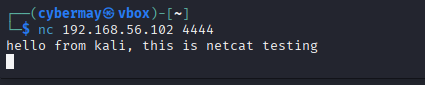 ┌──(cybermay㉿vbox)-[~]
└─$ nc 192.168.56.102 4444
hello from kali, this is netcat testing